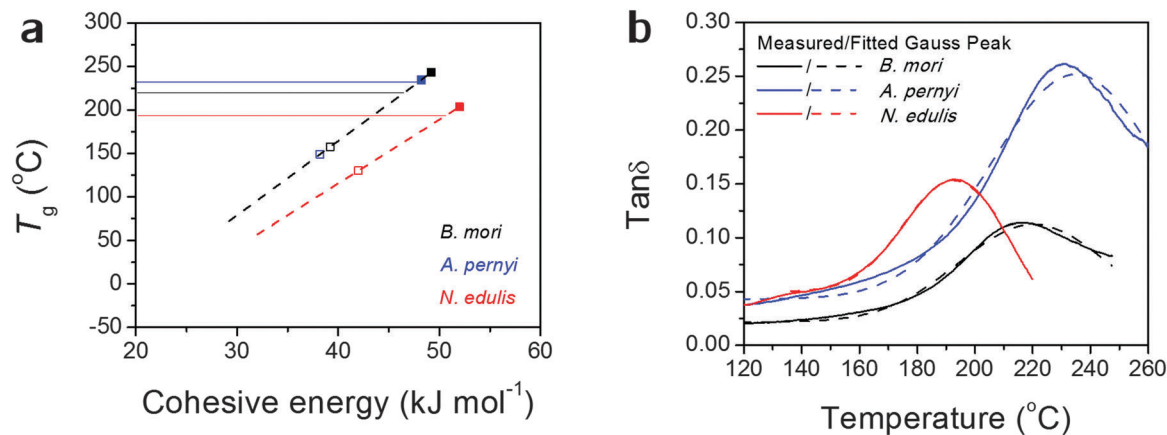 a
300
250
200
150
100
50
0
-50
T_g (°C)
20 30 40 50 60
Cohesive energy (kJ mol⁻¹)
B. mori
A. pernyi
N. edulis
b
0.30
0.25
0.20
0.15
0.10
0.05
0.00
Tanδ
120 140 160 180 200 220 240 260
Temperature (°C)
Measured/Fitted Gauss Peak
/ B. mori
/ A. pernyi
/ N. edulis